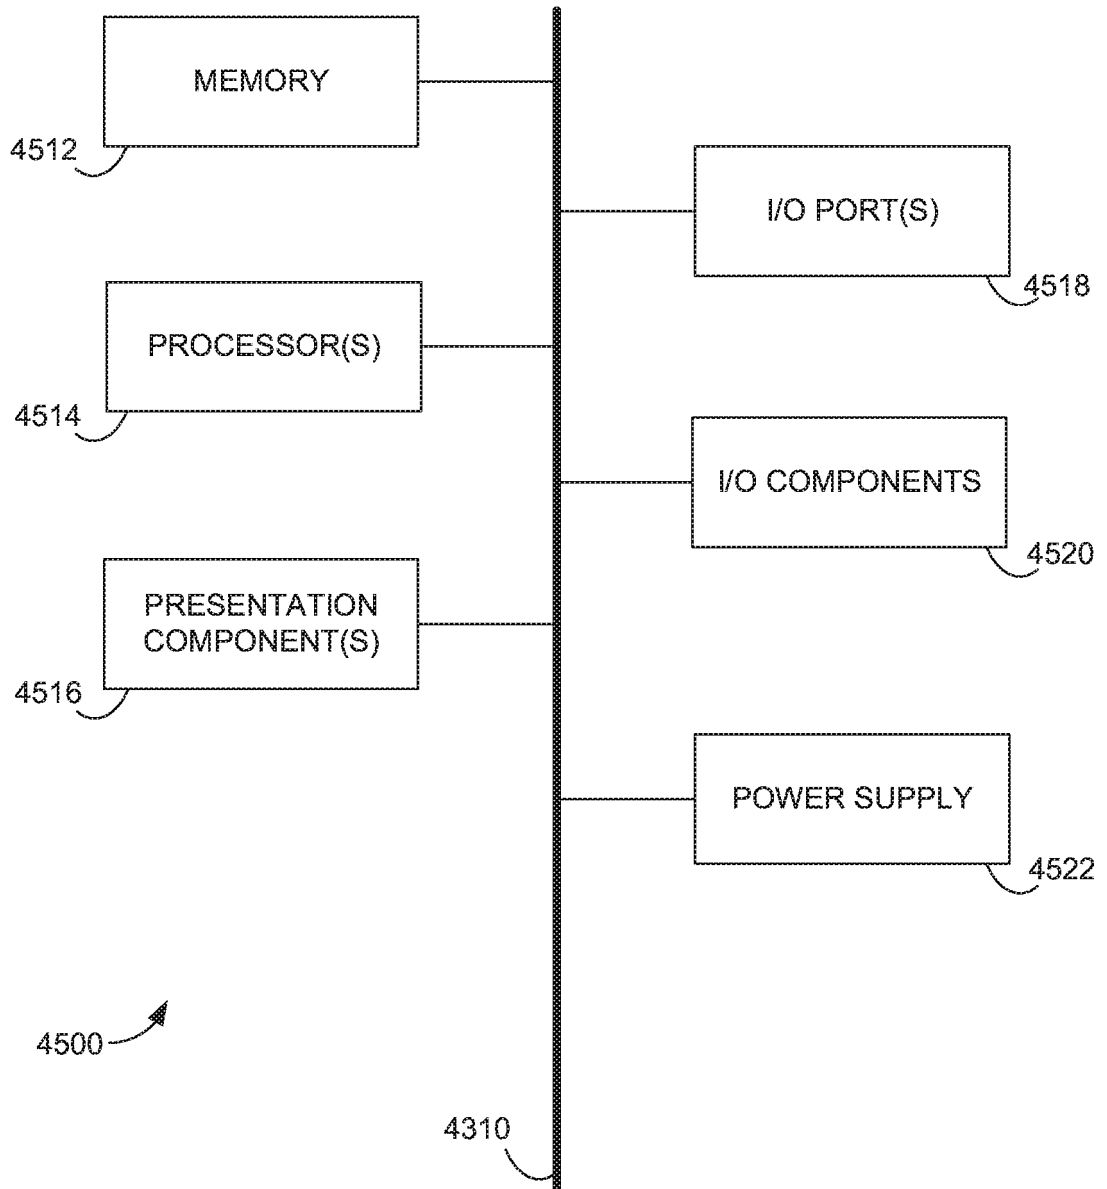 MEMORY
4512
I/O PORT(S)
4518
PROCESSOR(S)
4514
I/O COMPONENTS
4520
PRESENTATION
COMPONENT(S)
4516
POWER SUPPLY
4522
4500
4310